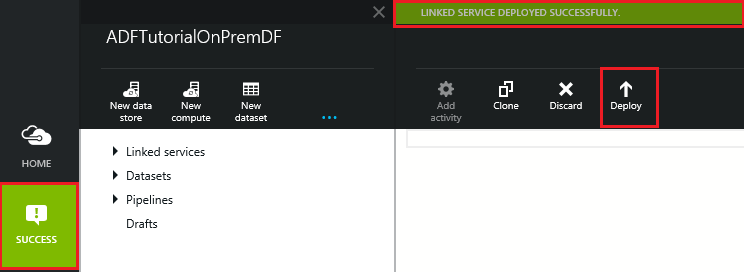 LINKED SERVICE DEPLOYED SUCCESSFULLY.
ADFTutorialOnPremDF
New data
store
New
compute
New
dataset
...
Add
activity
Clone
Discard
Deploy
HOME
SUCCESS
Linked services
Datasets
Pipelines
Drafts